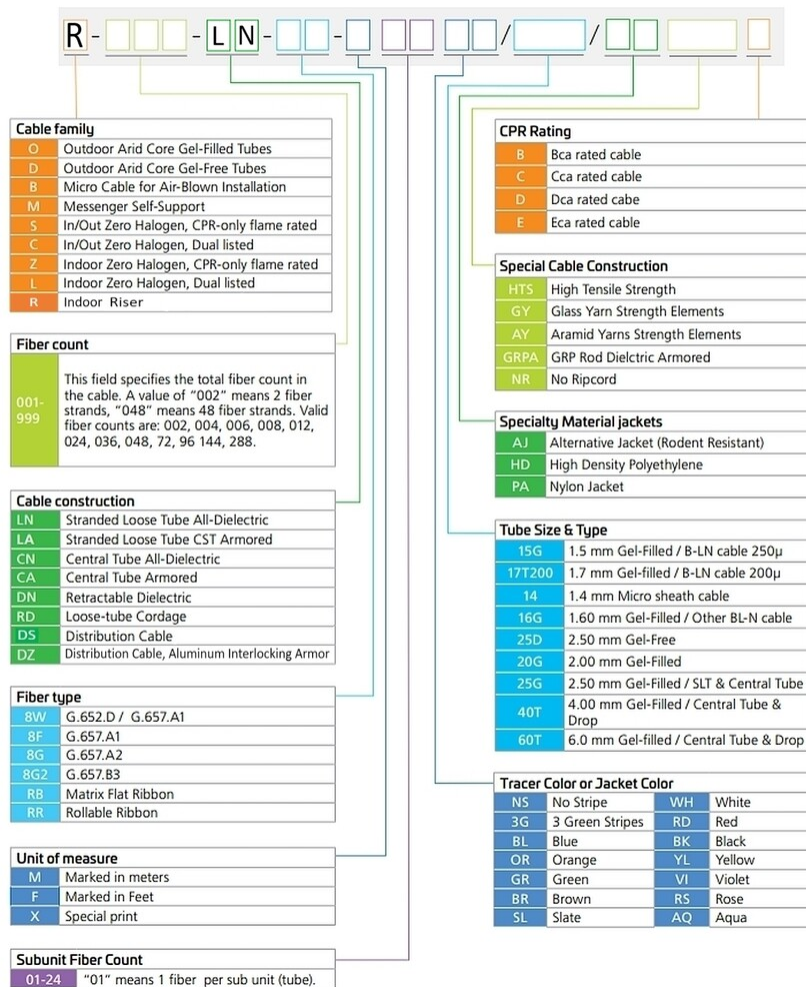 R - - L N - - - / /
Cable family
O Outdoor Arid Core Gel-Filled Tubes
D Outdoor Arid Core Gel-Free Tubes
B Micro Cable for Air-Blown Installation
M Messenger Self-Support
S In/Out Zero Halogen, CPR-only flame rated
C In/Out Zero Halogen, Dual listed
Z Indoor Zero Halogen, CPR-only flame rated
L Indoor Zero Halogen, Dual listed
R Indoor Riser
Fiber count
001-
999
This field specifies the total fiber count in
the cable. A value of "002" means 2 fiber
strands, "048" means 48 fiber strands. Valid
fiber counts are: 002, 004, 006, 008, 012,
024, 036, 048, 72, 96 144, 288.
Cable construction
LN Stranded Loose Tube All-Dielectric
LA Stranded Loose Tube CST Armored
CN Central Tube All-Dielectric
CA Central Tube Armored
DN Retractable Dielectric
RD Loose-tube Cordage
DS Distribution Cable
DZ Distribution Cable, Aluminum Interlocking Armor
Fiber type
8W G.652.D / G.657.A1
8F G.657.A1
8G G.657.A2
8G2 G.657.B3
RB Matrix Flat Ribbon
RR Rollable Ribbon
Unit of measure
M Marked in meters
F Marked in Feet
X Special print
Subunit Fiber Count
01-24 "01" means 1 fiber per sub unit (tube).
CPR Rating
B Bca rated cable
C Cca rated cable
D Dca rated cabe
E Eca rated cable
Special Cable Construction
HTS High Tensile Strength
GY Glass Yarn Strength Elements
AY Aramid Yarns Strength Elements
GRPA GRP Rod Dielctric Armored
NR No Ripcord
Specialty Material jackets
AJ Alternative Jacket (Rodent Resistant)
HD High Density Polyethylene
PA Nylon Jacket
Tube Size & Type
15G 1.5 mm Gel-Filled / B-LN cable 250µ
17T200 1.7 mm Gel-filled / B-LN cable 200µ
14 1.4 mm Micro sheath cable
16G 1.60 mm Gel-Filled / Other BL-N cable
25D 2.50 mm Gel-Free
20G 2.00 mm Gel-Filled
25G 2.50 mm Gel-Filled / SLT & Central Tube
40T 4.00 mm Gel-Filled / Central Tube &
Drop
60T 6.0 mm Gel-filled / Central Tube & Drop
Tracer Color or Jacket Color
NS No Stripe WH White
3G 3 Green Stripes RD Red
BL Blue BK Black
OR Orange YL Yellow
GR Green VI Violet
BR Brown RS Rose
SL Slate AQ Aqua